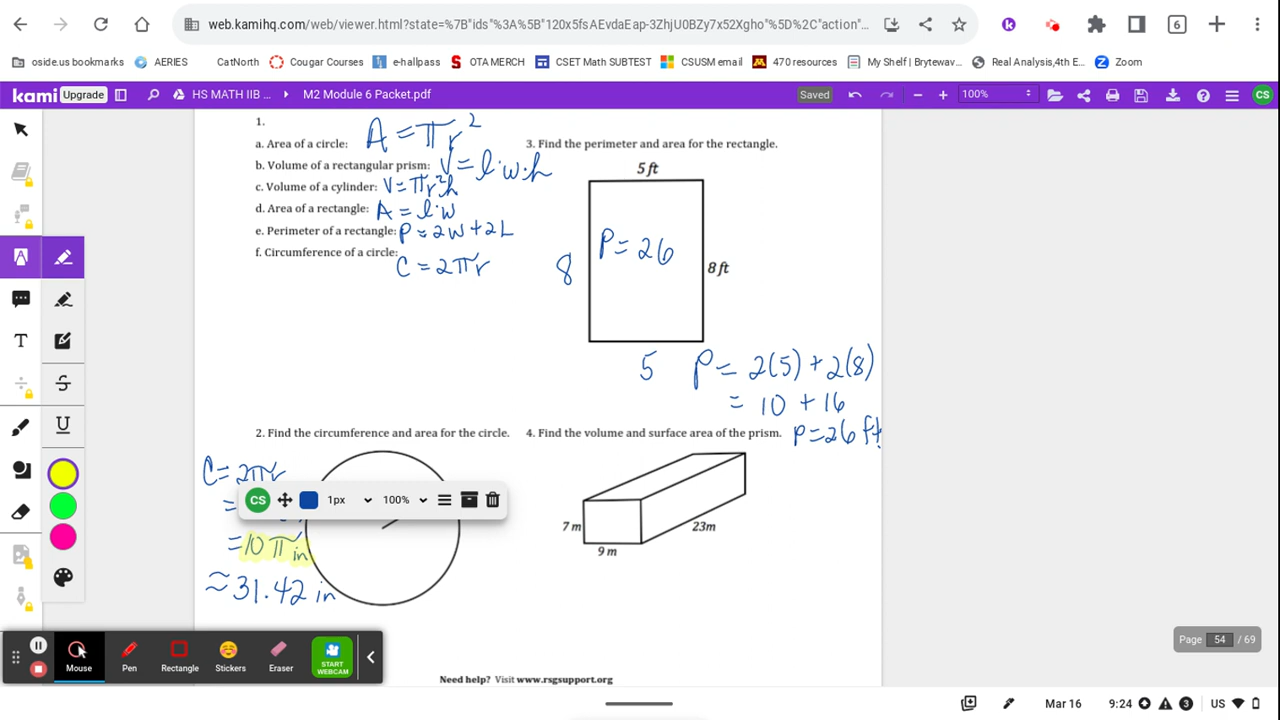 web.kamihq.com/web/viewer.html?state=%7B"ids"%3A%5B"120x5fsAEvdaEap-3ZhjU0BZy7x52Xgho"%5D%2C"action"...
6
oside.us bookmarks AERIES CatNorth Cougar Courses e-hallpass OTA MERCH CSET Math SUBTEST CSUSM email 470 resources My Shelf | Brytewav... Real Analysis,4th E... Zoom
kami Upgrade HS MATH IIB ... M2 Module 6 Packet.pdf Saved 100% CS
1.
a. Area of a circle: A = πr²
b. Volume of a rectangular prism: V = l·w·h
c. Volume of a cylinder: V=πr²h
d. Area of a rectangle: A = l·w
e. Perimeter of a rectangle: P = 2W + 2L
f. Circumference of a circle: C = 2πr
3. Find the perimeter and area for the rectangle.
5 ft
P = 26
8
8 ft
5
P = 2(5) + 2(8)
= 10 + 16
P=26 ft
2. Find the circumference and area for the circle.
C = 2πr
=
= 10π in
≈ 31.42 in
CS 1px 100%
4. Find the volume and surface area of the prism.
7 m
23m
9 m
Page 54 / 69
Mouse Pen Rectangle Stickers Eraser START WEBCAM
Need help? Visit www.rsgsupport.org
Mar 16 9:24 3 US